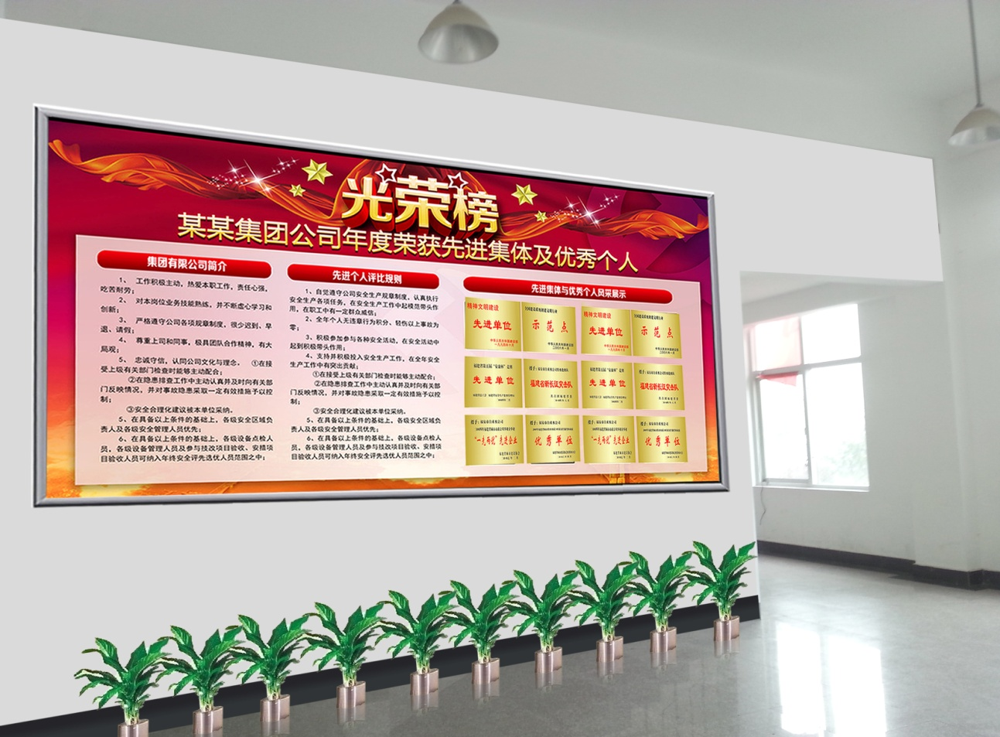 光荣榜
某某集团公司年度荣获先进集体及优秀个人
集团有限公司简介
1、 工作积极主动，热爱本职工作，责任心强，
吃苦耐劳；
2、 对本岗位业务技能熟练，并不断虚心学习和
创新；
3、 严格遵守公司各项规章制度，很少迟到、早
退、请假；
4、 尊重上司和同事，极具团队合作精神，有大
局观；
5、 忠诚守信，认同公司文化与理念。 ①在接
受上级有关部门检查时能够主动配合；
②在隐患排查工作中主动认真并及时向有关部
门反映情况，并对事故隐患采取一定有效措施予以控
制；
③安全合理化建议被本单位采纳。
5、在具备以上条件的基础上，各级安全区域负
责人及各级安全管理人员优先；
6、在具备以上条件的基础上，各级设备点检人
员、各级设备管理人员及参与技改项目验收、安措项
目验收人员可纳入年终安全评先选优人员范围之中；
先进个人评比规则
1、自觉遵守公司安全生产规章制度，认真执行
安全生产各项任务，在安全生产工作中起模范带头作
用，在职工中有一定群众威信；
2、全年个人无违章行为积分、轻伤以上事故为
零；
3、积极参加参与各种安全活动，在安全活动中
起到积极带头作用；
4、支持并积极投入安全生产工作，在全年安全
生产工作中有突出贡献；
①在接受上级有关部门检查时能够主动配合；
②在隐患排查工作中主动认真并及时向有关部
门反映情况，并对事故隐患采取一定有效措施予以控
制；
③安全合理化建议被本单位采纳。
5、在具备以上条件的基础上，各级安全区域负
责人及各级安全管理人员优先；
6、在具备以上条件的基础上，各级设备点检人
员、各级设备管理人员及参与技改项目验收、安措项
目验收人员可纳入年终安全评先选优人员范围之中；
先进集体与优秀个人风采展示
精神文明建设
先进单位
示范点
精神文明建设
先进单位
示范点
先进单位
福建省新长征突击队
先进单位
福建省新长征突击队
"一先两优"先进企业
优秀单位
"一先两优"先进企业
优秀单位